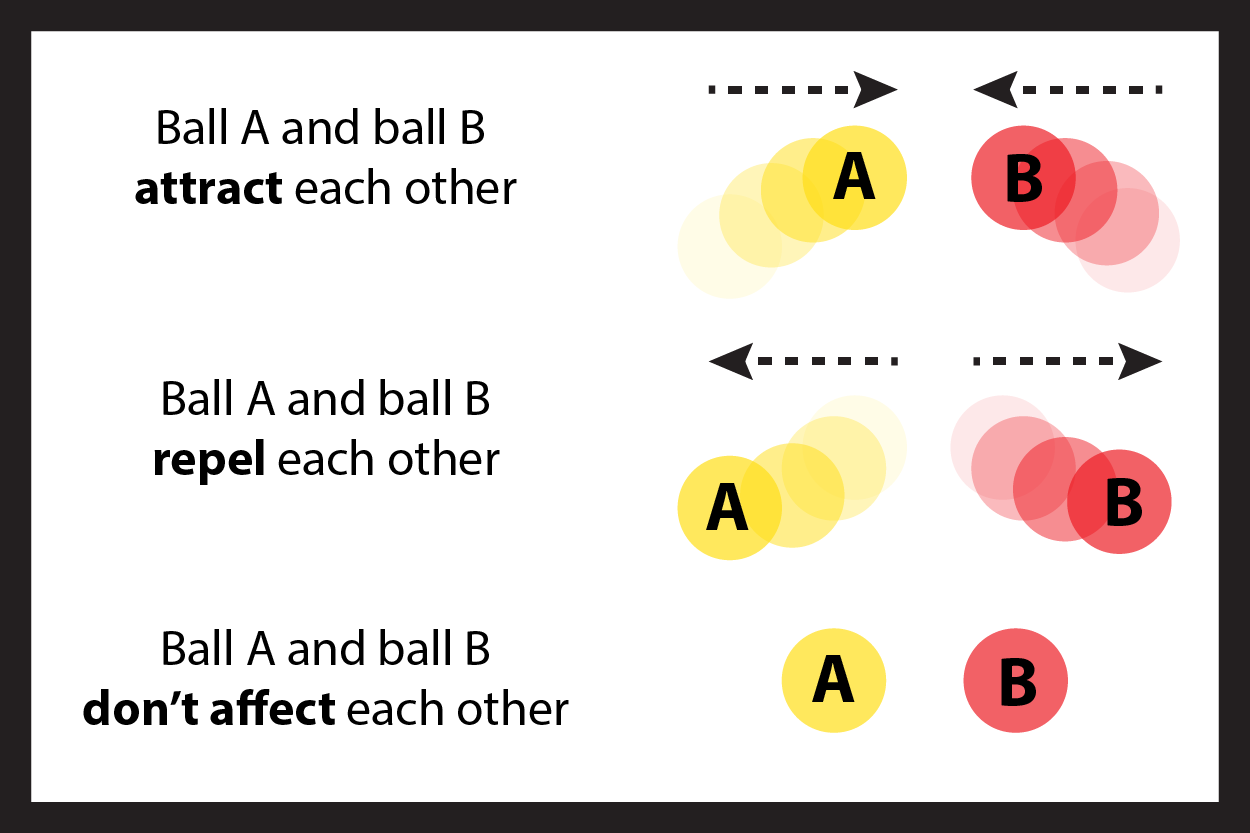 Ball A and ball B
attract each other
A
B
Ball A and ball B
repel each other
A
B
Ball A and ball B
don’t affect each other
A
B